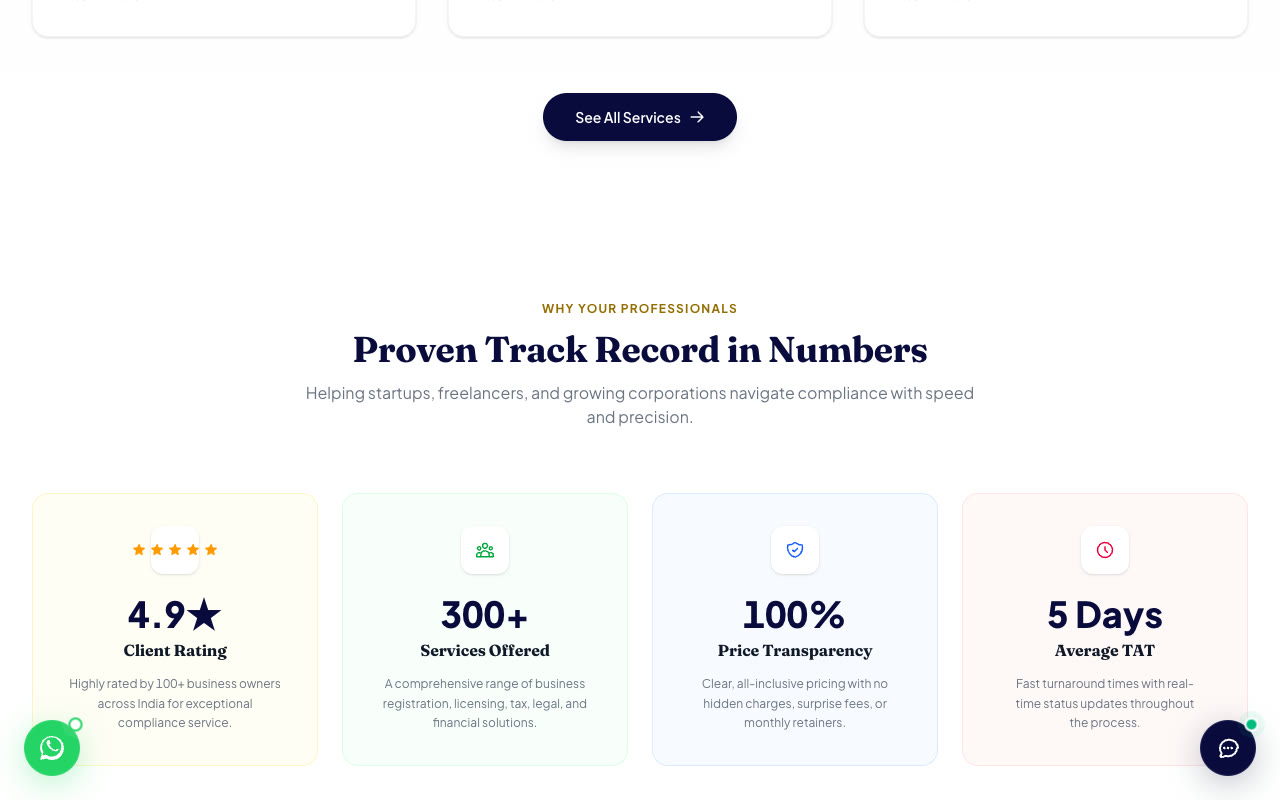 See All Services
WHY YOUR PROFESSIONALS
Proven Track Record in Numbers
Helping startups, freelancers, and growing corporations navigate compliance with speed
and precision.
4.9★
Client Rating
Highly rated by 100+ business owners
across India for exceptional
compliance service.
300+
Services Offered
A comprehensive range of business
registration, licensing, tax, legal, and
financial solutions.
100%
Price Transparency
Clear, all-inclusive pricing with no
hidden charges, surprise fees, or
monthly retainers.
5 Days
Average TAT
Fast turnaround times with real-
time status updates throughout
the process.